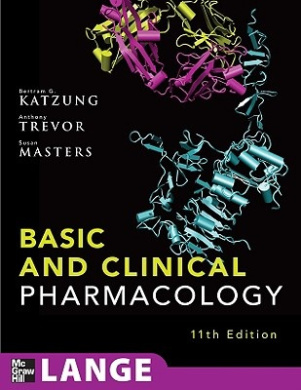 Bertram G.
KATZUNG
Anthony
TREVOR
Susan
MASTERS
BASIC
AND CLINICAL
PHARMACOLOGY
11th Edition
Mc
Graw
Hill
LANGE